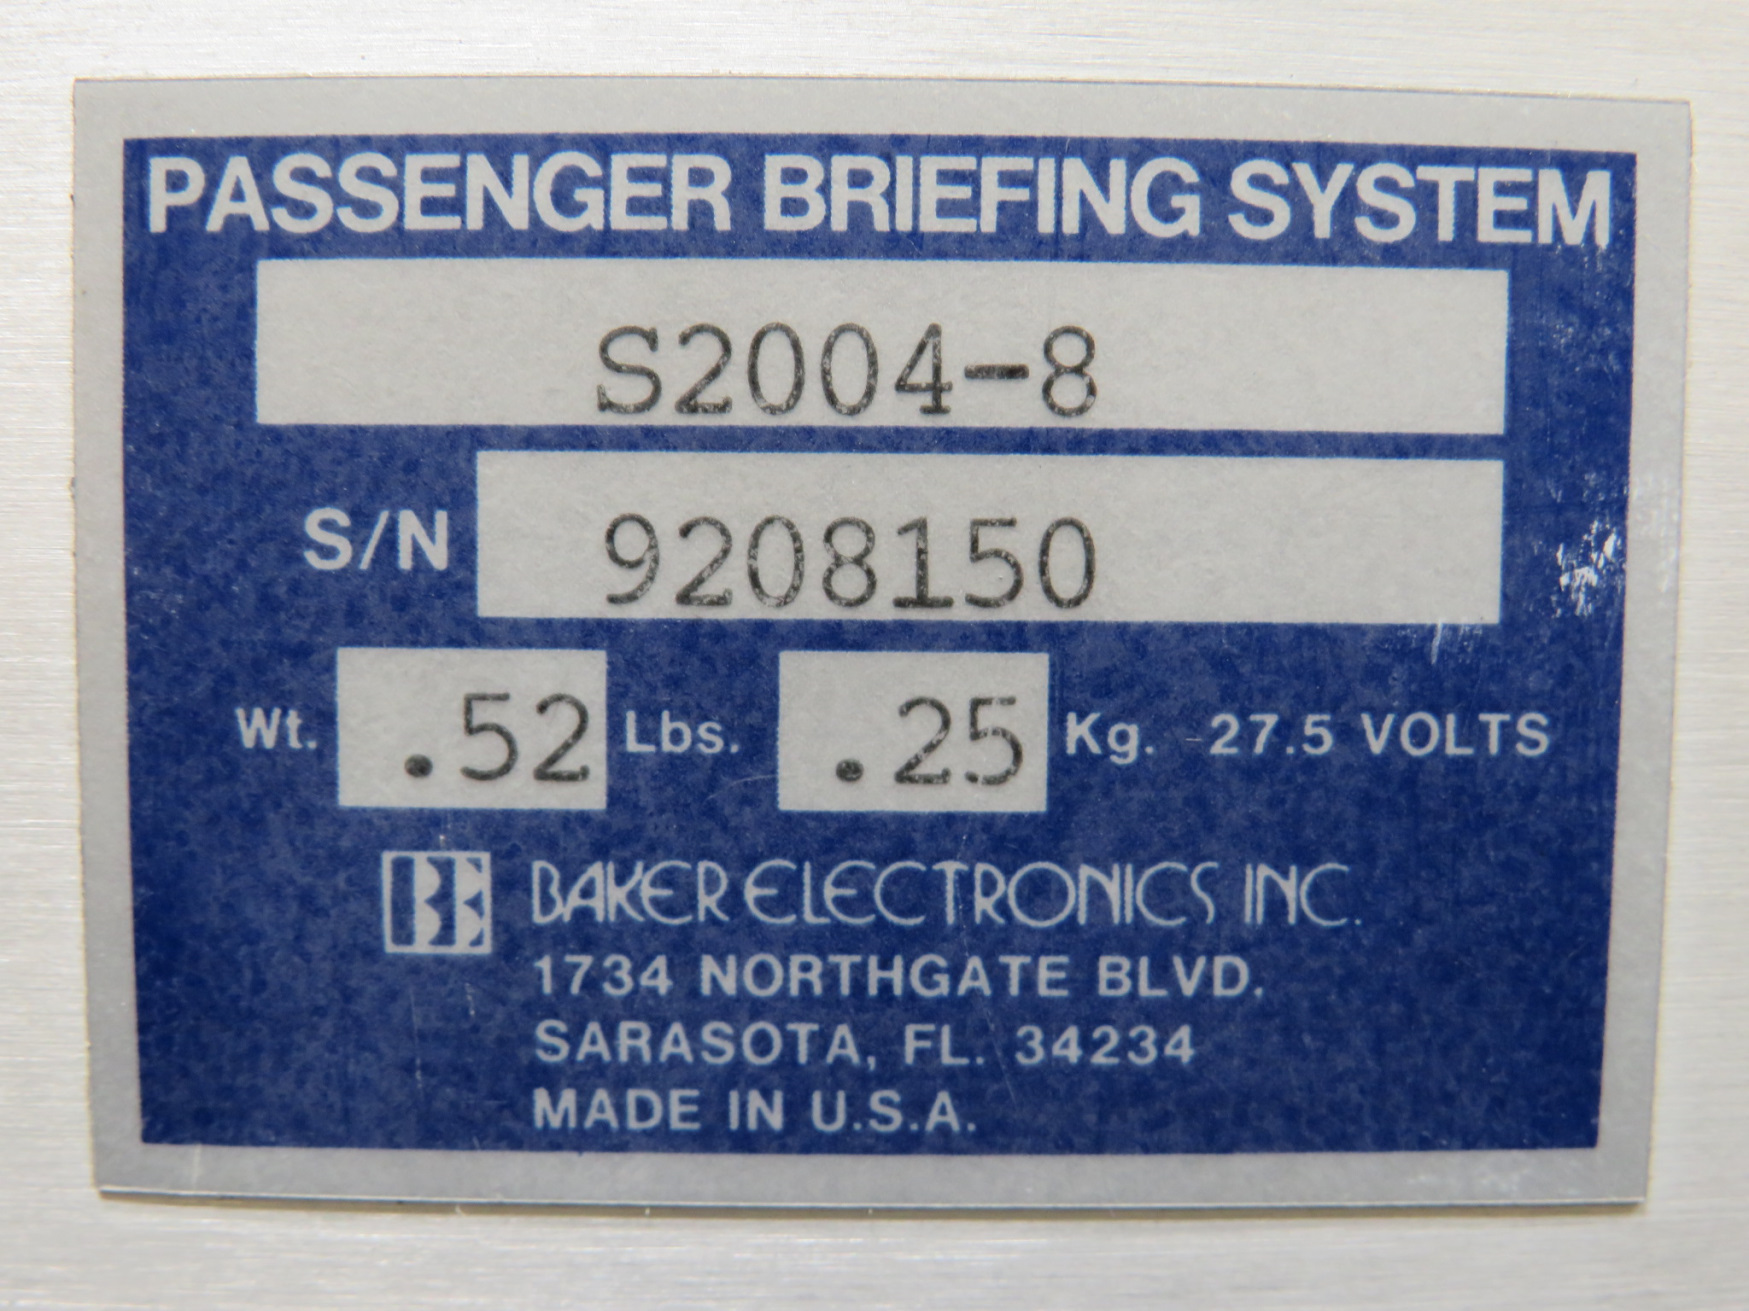 PASSENGER BRIEFING SYSTEM
S2004-8
S/N 9208150
Wt. .52 Lbs. .25 Kg. 27.5 VOLTS
BAKER ELECTRONICS INC.
1734 NORTHGATE BLVD.
SARASOTA, FL. 34234
MADE IN U.S.A.